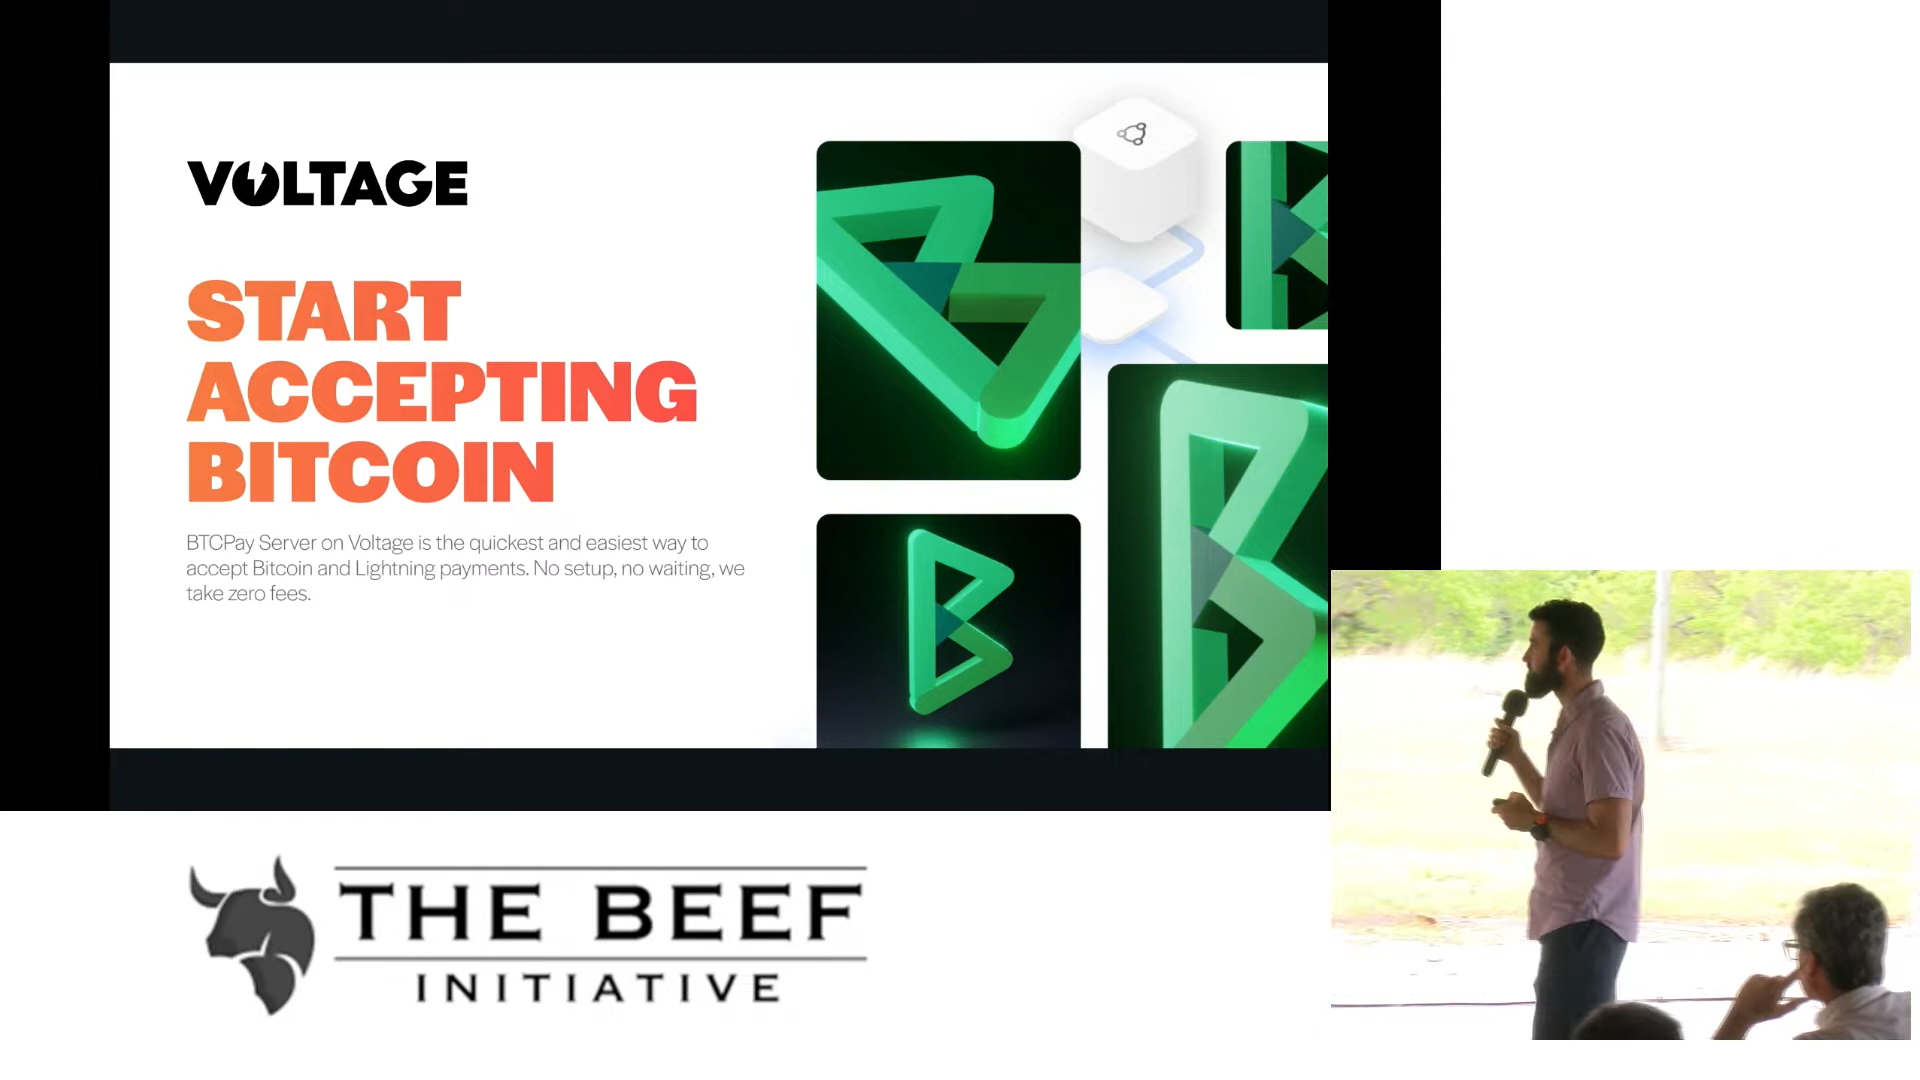 VOLTAGE
START
ACCEPTING
BITCOIN
BTCPay Server on Voltage is the quickest and easiest way to
accept Bitcoin and Lightning payments. No setup, no waiting, we
take zero fees.
THE BEEF
INITIATIVE